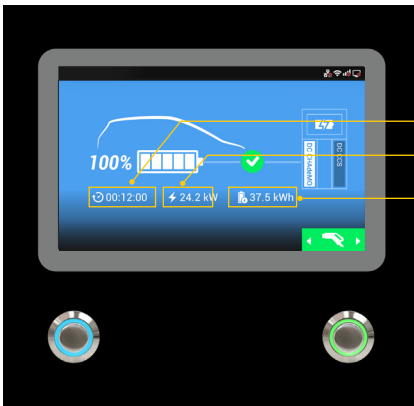 100%
DC CHAdeMO
DC CCS
00:12:00
24.2 kW
37.5 kWh